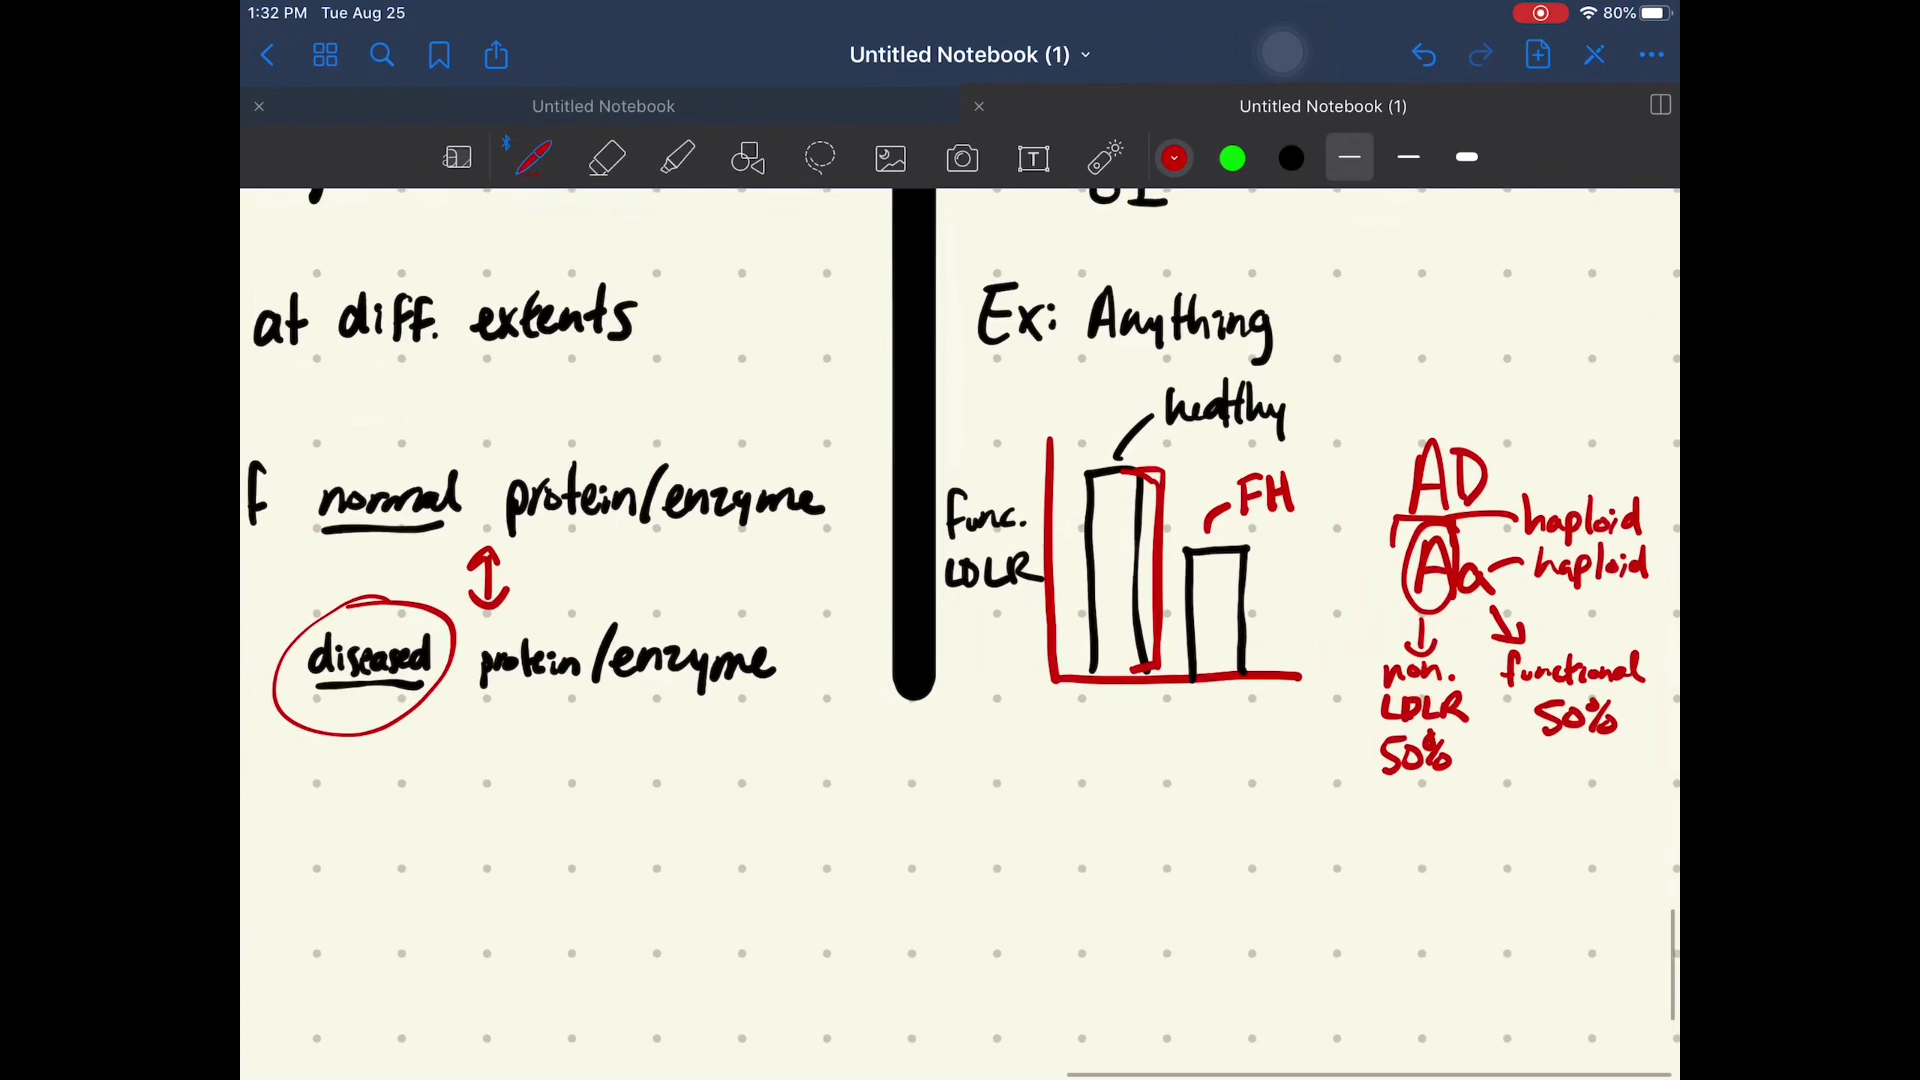 1:32 PM Tue Aug 25
80%
Untitled Notebook (1)
Untitled Notebook
Untitled Notebook (1)
T
at diff. extents
normal protein/enzyme
diseased protein/enzyme
Ex: Anything
healthy
FH
func.
LDLR
AD
haploid
Aa
haploid
non.
LDLR
50%
functional
50%